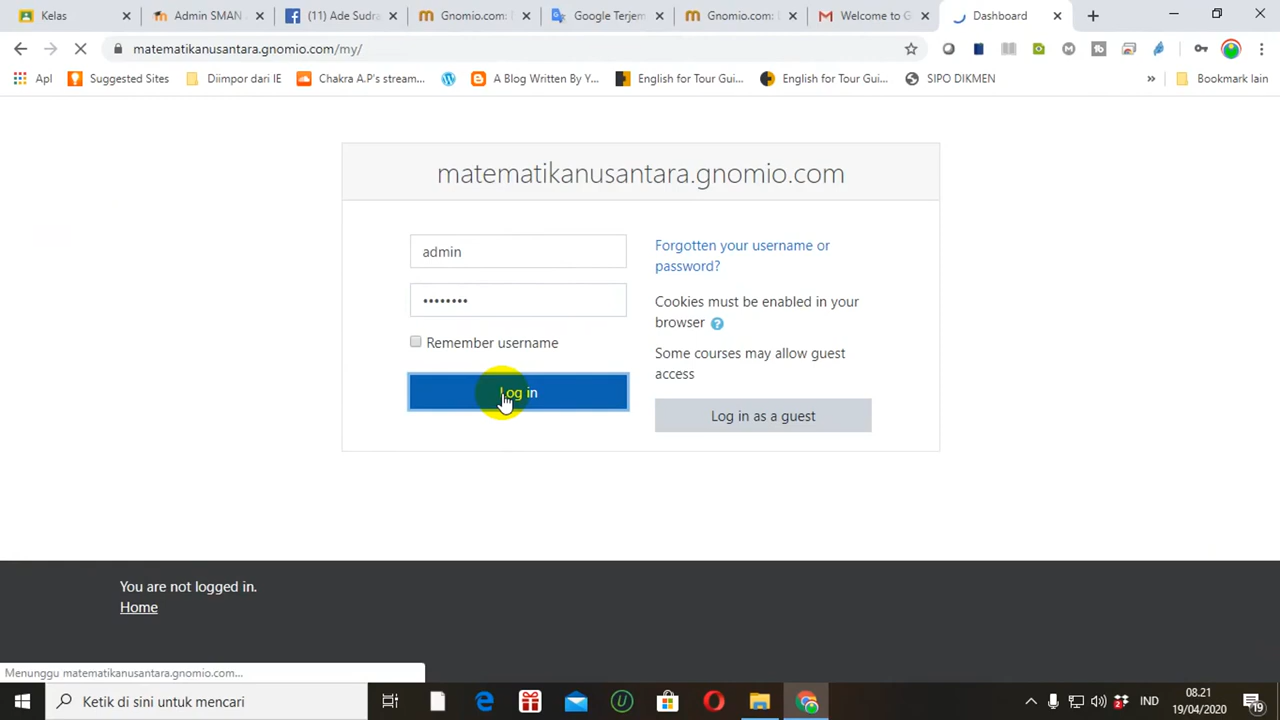 Kelas
Admin SMAN
(11) Ade Sudra
Gnomio.com:
Google Terjem
Gnomio.com:
Welcome to G
Dashboard
matematikanusantara.gnomio.com/my/
Apl
Suggested Sites
Diimpor dari IE
Chakra A.P's stream...
A Blog Written By Y...
English for Tour Gui...
English for Tour Gui...
SIPO DIKMEN
»
Bookmark lain
matematikanusantara.gnomio.com
admin
••••••••
Remember username
Log in
Forgotten your username or
password?
Cookies must be enabled in your
browser ?
Some courses may allow guest
access
Log in as a guest
You are not logged in.
Home
Menunggu matematikanusantara.gnomio.com...
Ketik di sini untuk mencari
IND
08.21
19/04/2020
19